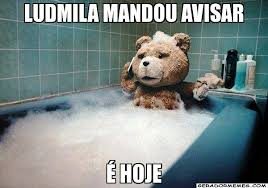 LUDMILA MANDOU AVISAR
É HOJE
GERADORMEMES.COM